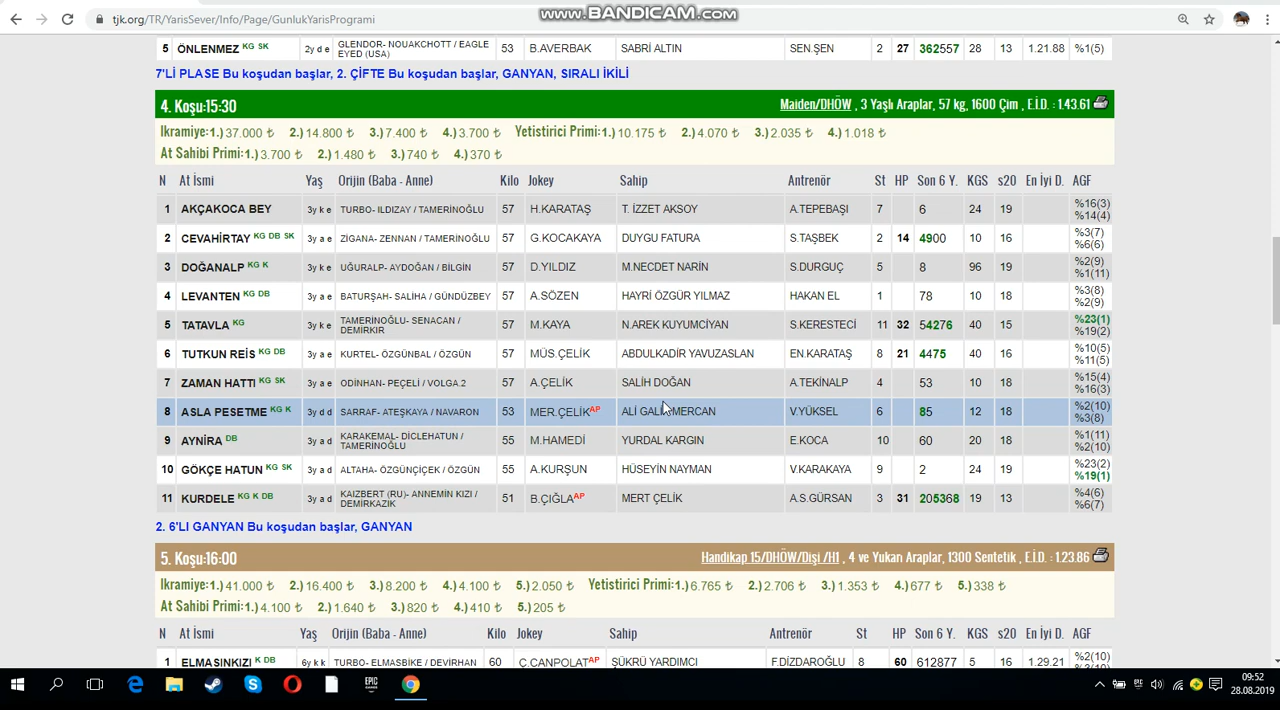 www.BANDICAM.com
tjk.org/TR/YarisSever/Info/Page/GunlukYarisProgrami
5 ÖNLENMEZ KG SK 2y d e GLENDOR- NOUAKCHOTT / EAGLE EYED (USA) 53 B.AVERBAK SABRİ ALTIN SEN.ŞEN 2 27 362557 28 13 1.21.88 %1(5)
7'Lİ PLASE Bu koşudan başlar, 2. ÇİFTE Bu koşudan başlar, GANYAN, SIRALI İKİLİ
4. Koşu:15:30 Maiden/DHÖW , 3 Yaşlı Araplar, 57 kg, 1600 Çim , E.İ.D. : 1.43.61
Ikramiye:1.)37.000 ₺ 2.)14.800 ₺ 3.)7.400 ₺ 4.)3.700 ₺ Yetistirici Primi:1.)10.175 ₺ 2.)4.070 ₺ 3.)2.035 ₺ 4.)1.018 ₺
At Sahibi Primi:1.)3.700 ₺ 2.)1.480 ₺ 3.)740 ₺ 4.)370 ₺
N At İsmi Yaş Orijin (Baba - Anne) Kilo Jokey Sahip Antrenör St HP Son 6 Y. KGS s20 En İyi D. AGF
1 AKÇAKOCA BEY 3y k e TURBO- ILDIZAY / TAMERİNOĞLU 57 H.KARATAŞ T. İZZET AKSOY A.TEPEBAŞI 7 6 24 19 %16(3) %14(4)
2 CEVAHİRTAY KG DB SK 3y a e ZİGANA- ZENNAN / TAMERİNOĞLU 57 G.KOCAKAYA DUYGU FATURA S.TAŞBEK 2 14 4900 10 16 %3(7) %6(6)
3 DOĞANALP KG K 3y k e UĞURALP- AYDOĞAN / BİLGİN 57 D.YILDIZ M.NECDET NARİN S.DURGUÇ 5 8 96 19 %2(9) %1(11)
4 LEVANTEN KG DB 3y a e BATURŞAH- SALİHA / GÜNDÜZBEY 57 A.SÖZEN HAYRİ ÖZGÜR YILMAZ HAKAN EL 1 78 10 18 %3(8) %2(9)
5 TATAVLA KG 3y k e TAMERİNOĞLU- SENACAN / DEMİRKIR 57 M.KAYA N.AREK KUYUMCİYAN S.KERESTECİ 11 32 54276 40 15 %23(1) %19(2)
6 TUTKUN REİS KG DB 3y a e KURTEL- ÖZGÜNBAL / ÖZGÜN 57 MÜS.ÇELİK ABDULKADİR YAVUZASLAN EN.KARATAŞ 8 21 4475 40 16 %10(5) %11(5)
7 ZAMAN HATTI KG SK 3y a e ODİNHAN- PEÇELİ / VOLGA.2 57 A.ÇELİK SALİH DOĞAN A.TEKİNALP 4 53 10 18 %15(4) %16(3)
8 ASLA PESETME KG K 3y d d SARRAF- ATEŞKAYA / NAVARON 53 MER.ÇELİKAP ALİ GALİP MERCAN V.YÜKSEL 6 85 12 18 %2(10) %3(8)
9 AYNİRA DB 3y a d KARAKEMAL- DİCLEHATUN / TAMERİNOĞLU 55 M.HAMEDİ YURDAL KARGIN E.KOCA 10 60 20 18 %1(11) %2(10)
10 GÖKÇE HATUN KG SK 3y a d ALTAHA- ÖZGÜNÇİÇEK / ÖZGÜN 55 A.KURŞUN HÜSEYİN NAYMAN V.KARAKAYA 9 2 24 19 %23(2) %19(1)
11 KURDELE KG K DB 3y a d KAIZBERT (RU)- ANNEMİN KIZI / DEMİRKAZIK 51 B.ÇIĞLAAP MERT ÇELİK A.S.GÜRSAN 3 31 205368 19 13 %4(6) %6(7)
2. 6'LI GANYAN Bu koşudan başlar, GANYAN
5. Koşu:16:00 Handikap 15/DHÖW/Dişi /H1 , 4 ve Yukarı Araplar, 1300 Sentetik , E.İ.D. : 1.23.86
Ikramiye:1.)41.000 ₺ 2.)16.400 ₺ 3.)8.200 ₺ 4.)4.100 ₺ 5.)2.050 ₺ Yetistirici Primi:1.)6.765 ₺ 2.)2.706 ₺ 3.)1.353 ₺ 4.)677 ₺ 5.)338 ₺
At Sahibi Primi:1.)4.100 ₺ 2.)1.640 ₺ 3.)820 ₺ 4.)410 ₺ 5.)205 ₺
N At İsmi Yaş Orijin (Baba - Anne) Kilo Jokey Sahip Antrenör St HP Son 6 Y. KGS s20 En İyi D. AGF
1 ELMASINKIZI K DB 6y k k TURBO- ELMASBİKE / DEVİRHAN 60 Ç.CANPOLATAP ŞÜKRÜ YARDIMCI F.DİZDAROĞLU 8 60 612877 5 16 1.29.21 %2(10)
EPIC GAMES
09:52
28.08.2019